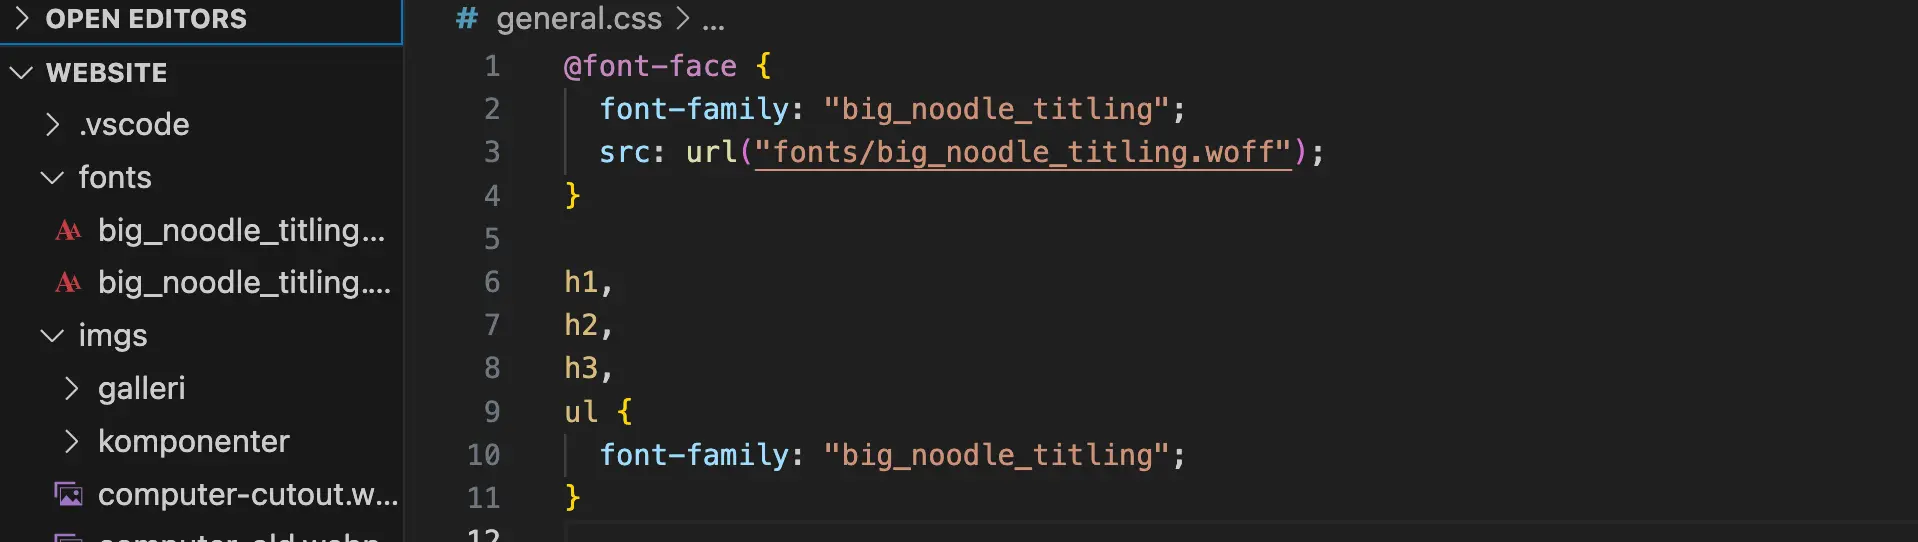 OPEN EDITORS
WEBSITE
.vscode
fonts
big_noodle_titling...
big_noodle_titling....
imgs
galleri
komponenter
computer-cutout.w...
# general.css > ...
1 @font-face {
2 font-family: "big_noodle_titling";
3 src: url("fonts/big_noodle_titling.woff");
4 }
5
6 h1,
7 h2,
8 h3,
9 ul {
10 font-family: "big_noodle_titling";
11 }
12